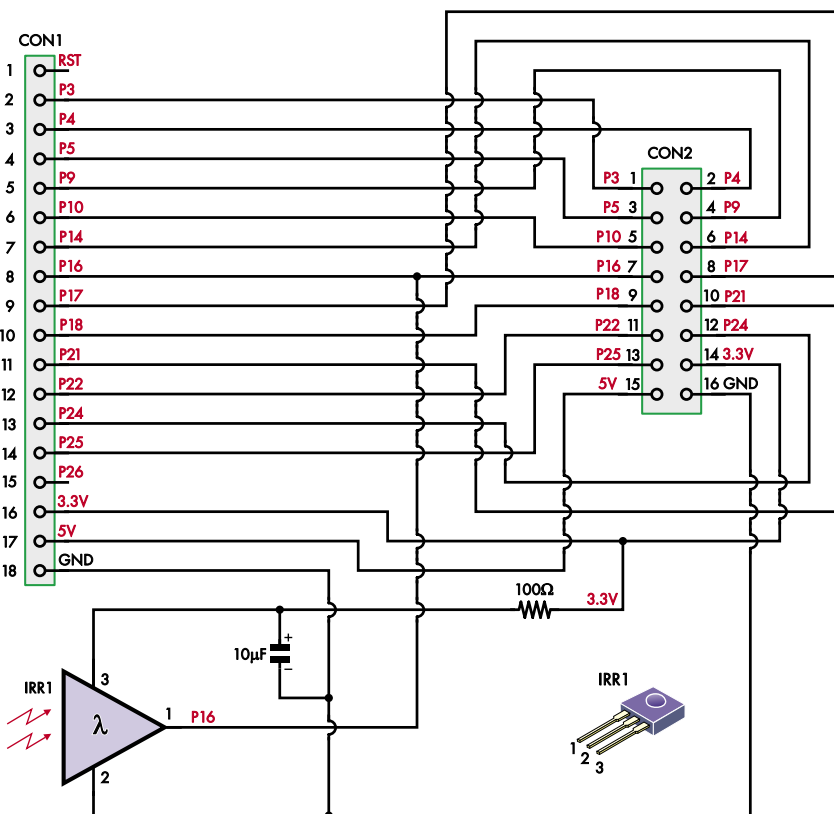 CON1
1 RST
2 P3
3 P4
4 P5
5 P9
6 P10
7 P14
8 P16
9 P17
10 P18
11 P21
12 P22
13 P24
14 P25
15 P26
16 3.3V
17 5V
18 GND
CON2
P3 1 2 P4
P5 3 4 P9
P10 5 6 P14
P16 7 8 P17
P18 9 10 P21
P22 11 12 P24
P25 13 14 3.3V
5V 15 16 GND
100Ω
3.3V
10µF
+
−
IRR1
3
λ
1 P16
2
IRR1
1
2
3